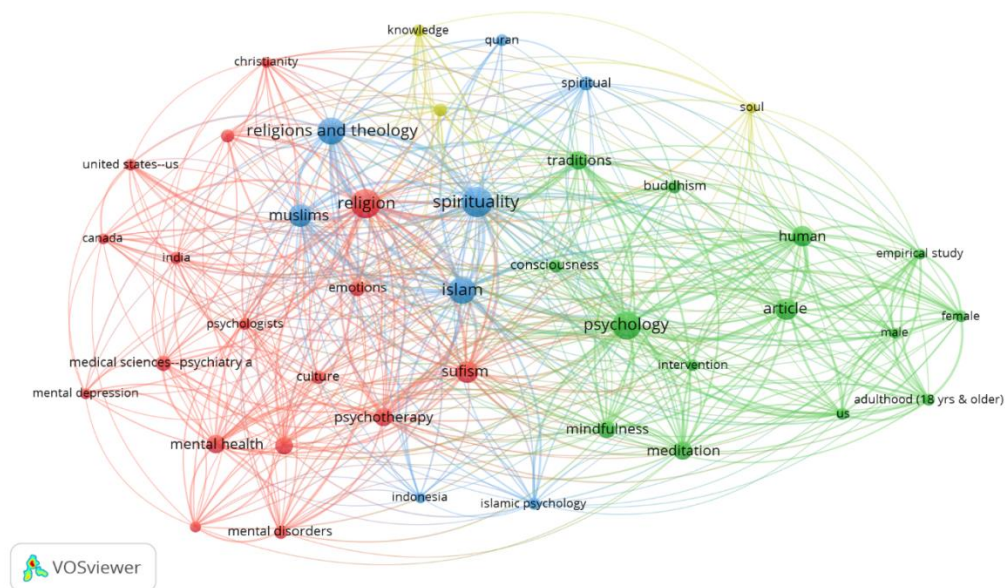 knowledge
quran
christianity
spiritual
soul
religions and theology
united states--us
traditions
buddhism
religion
spirituality
muslims
canada
human
india
consciousness
empirical study
emotions
islam
article
psychologists
psychology
male
female
medical sciences--psychiatry a
culture
sufism
intervention
mental depression
adulthood (18 yrs & older)
us
psychotherapy
mindfulness
mental health
meditation
indonesia
islamic psychology
mental disorders
VOSviewer